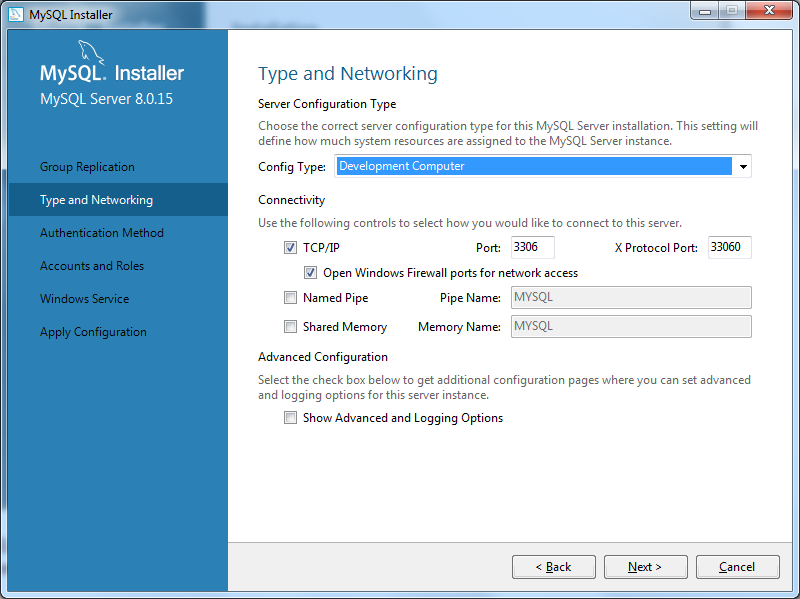 MySQL Installer
MySQL. Installer
MySQL Server 8.0.15
Group Replication
Type and Networking
Authentication Method
Accounts and Roles
Windows Service
Apply Configuration
Type and Networking
Server Configuration Type
Choose the correct server configuration type for this MySQL Server installation. This setting will
define how much system resources are assigned to the MySQL Server instance.
Config Type: Development Computer
Connectivity
Use the following controls to select how you would like to connect to this server.
TCP/IP Port: 3306 X Protocol Port: 33060
Open Windows Firewall ports for network access
Named Pipe Pipe Name: MYSQL
Shared Memory Memory Name: MYSQL
Advanced Configuration
Select the check box below to get additional configuration pages where you can set advanced
and logging options for this server instance.
Show Advanced and Logging Options
< Back Next > Cancel